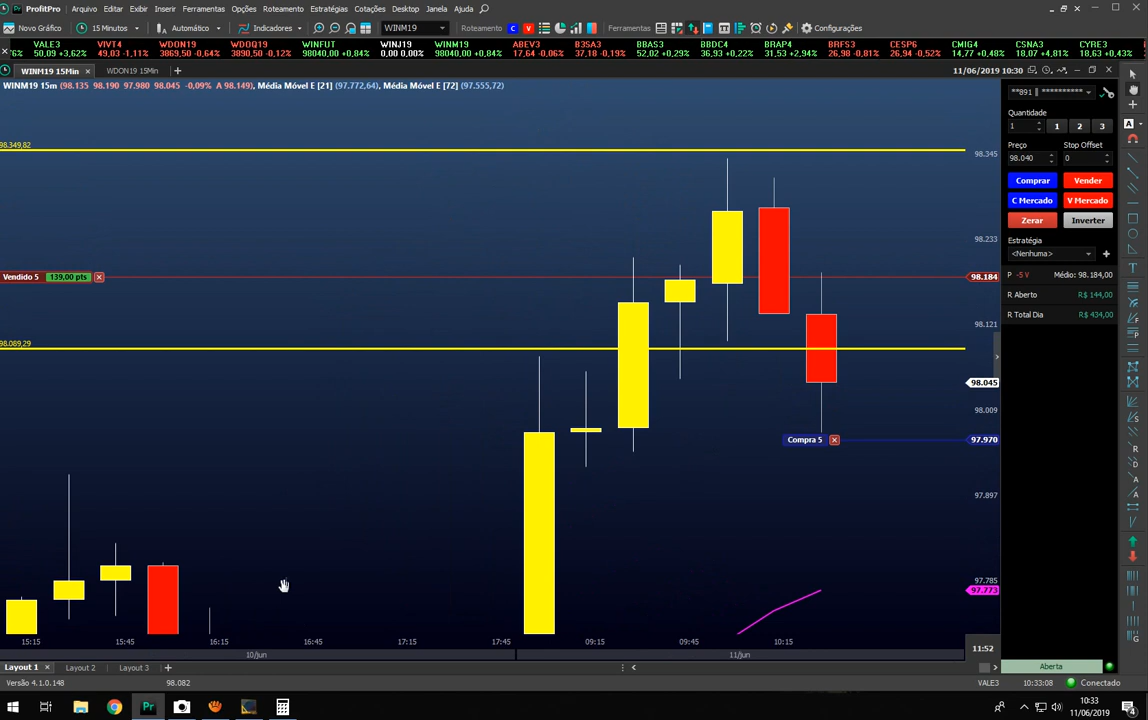 ProfitPro
Arquivo Editar Exibir Inserir Ferramentas Opções Roteamento Estratégias Cotações Desktop Janela Ajuda
Novo Gráfico 15 Minutos Automático Indicadores WINM19 Roteamento C V Ferramentas Configurações
VALE3 VIVT4 WDON19 WDOQ19 WINFUT WINJ19 WINM19 ABEV3 B3SA3 BBAS3 BBDC4 BRAP4 BRFS3 CESP6 CMIG4 CSNA3 CYRE3
6% 50,09 +3,62% 49,03 -1,11% 3869,50 -0,64% 3890,50 -0,12% 98040 +0,84% 0,00 0,00% 98040 +0,84% 17,64 -0,06% 37,18 -0,19% 52,02 +0,29% 36,93 +0,22% 31,53 +2,94% 26,98 -0,81% 26,94 -0,52% 14,77 +0,48% 18,07 +4,81% 18,63 +0,43%
WINM19 15Min WDON19 15Min 11/06/2019 10:30
WINM19 15m (98.135 98.190 97.980 98.045 -0,09% A 98.149), Média Móvel E [21] (97.772,64), Média Móvel E [72] (97.555,72)
**891 || **********
Quantidade
1 1 2 3
Preço Stop Offset
98.040 0
Comprar Vender
C Mercado V Mercado
Zerar Inverter
Estratégia
<Nenhuma>
P -5 V Médio: 98.184,00
R Aberto R$ 144,00
R Total Dia R$ 434,00
98.349,82
98.345
98.233
Vendido 5 139,00 pts
98.184
98.121
98.089,29
98.045
98.009
Compra 5
97.970
97.897
97.785
97.773
15:15 15:45 16:15 16:45 17:15 17:45 09:15 09:45 10:15
10/jun 11/jun
11:52
Layout 1 Layout 2 Layout 3
Aberta
Versão 4.1.0.148 98.082 VALE3 10:33:08 Conectado
Pr
10:33
11/06/2019
4